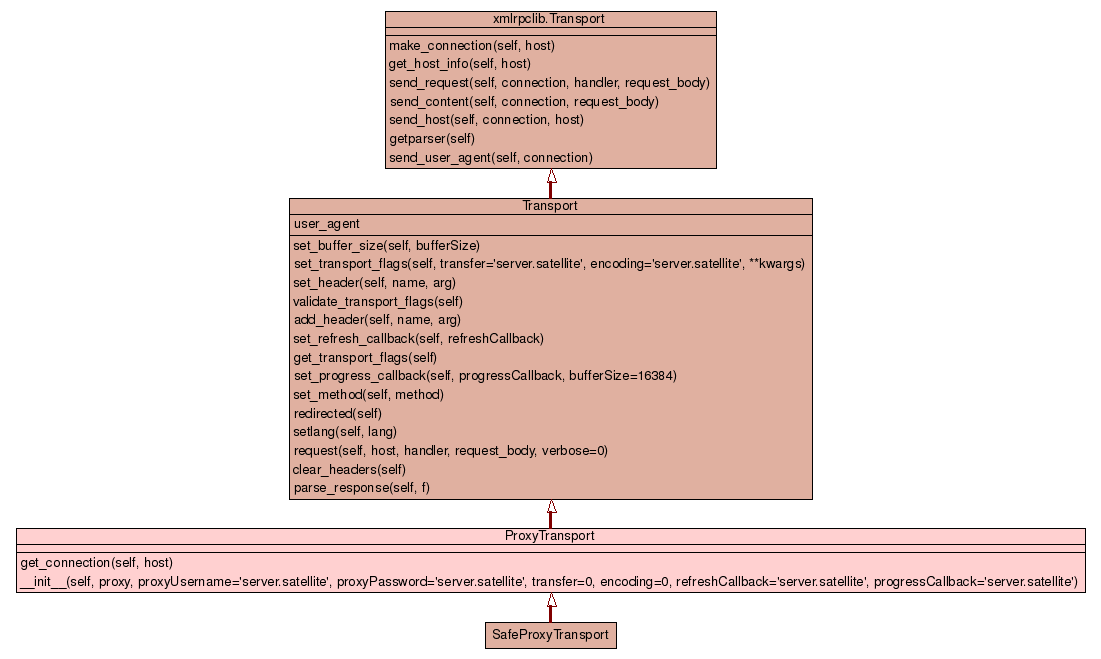 xmlrpclib.Transport
make_connection(self, host)
get_host_info(self, host)
send_request(self, connection, handler, request_body)
send_content(self, connection, request_body)
send_host(self, connection, host)
getparser(self)
send_user_agent(self, connection)
Transport
user_agent
set_buffer_size(self, bufferSize)
set_transport_flags(self, transfer='server.satellite', encoding='server.satellite', **kwargs)
set_header(self, name, arg)
validate_transport_flags(self)
add_header(self, name, arg)
set_refresh_callback(self, refreshCallback)
get_transport_flags(self)
set_progress_callback(self, progressCallback, bufferSize=16384)
set_method(self, method)
redirected(self)
setlang(self, lang)
request(self, host, handler, request_body, verbose=0)
clear_headers(self)
parse_response(self, f)
ProxyTransport
get_connection(self, host)
__init__(self, proxy, proxyUsername='server.satellite', proxyPassword='server.satellite', transfer=0, encoding=0, refreshCallback='server.satellite', progressCallback='server.satellite')
SafeProxyTransport